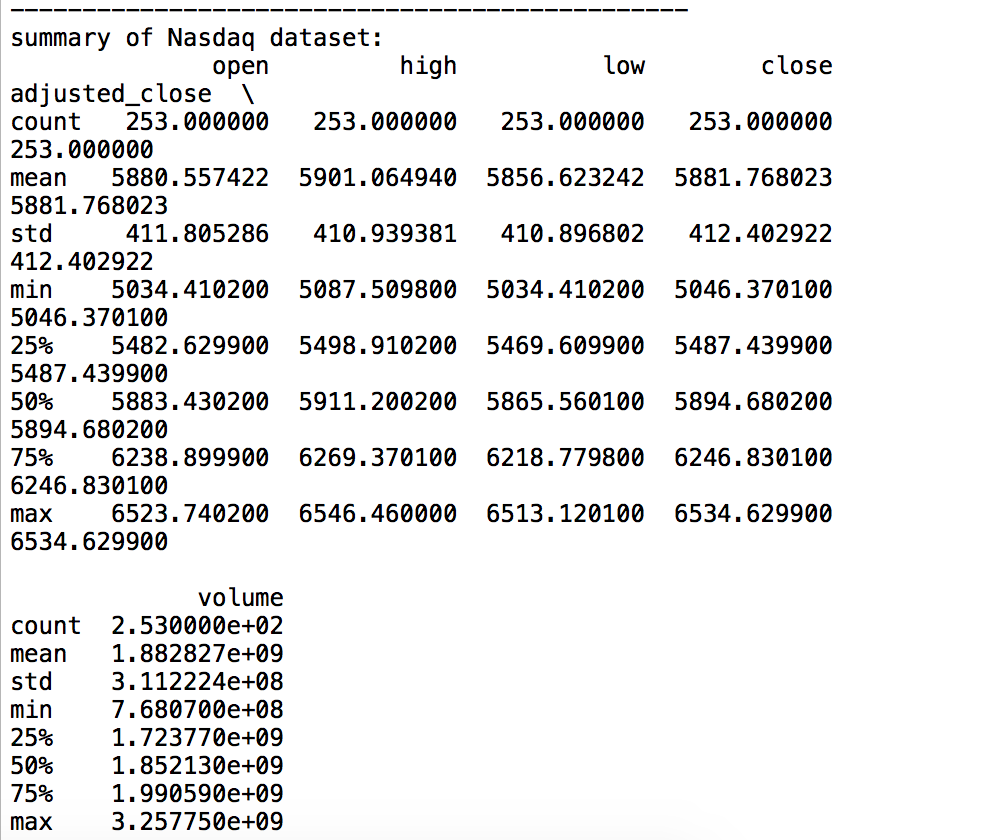 -----------------------------------------------
summary of Nasdaq dataset:
              open         high          low        close
adjusted_close  \
count   253.000000   253.000000   253.000000   253.000000
253.000000
mean   5880.557422  5901.064940  5856.623242  5881.768023
5881.768023
std     411.805286   410.939381   410.896802   412.402922
412.402922
min    5034.410200  5087.509800  5034.410200  5046.370100
5046.370100
25%    5482.629900  5498.910200  5469.609900  5487.439900
5487.439900
50%    5883.430200  5911.200200  5865.560100  5894.680200
5894.680200
75%    6238.899900  6269.370100  6218.779800  6246.830100
6246.830100
max    6523.740200  6546.460000  6513.120100  6534.629900
6534.629900
             volume
count  2.530000e+02
mean   1.882827e+09
std    3.112224e+08
min    7.680700e+08
25%    1.723770e+09
50%    1.852130e+09
75%    1.990590e+09
max    3.257750e+09